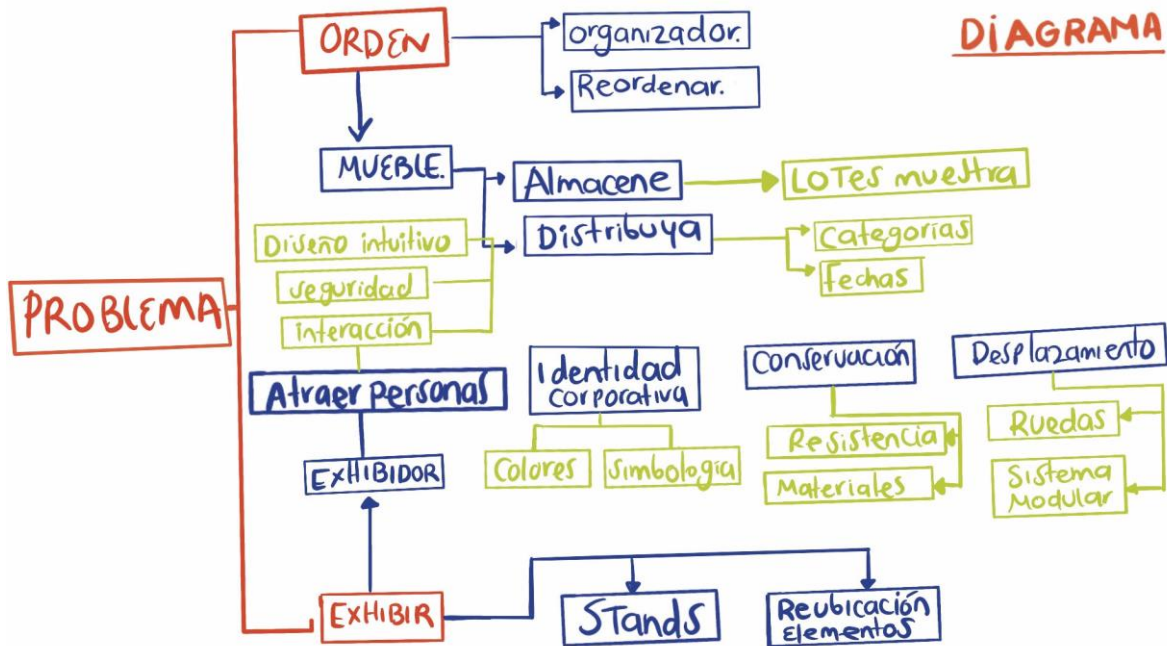 DiAGRAMA
ORDEN
organizador.
Reordenar.
MUEBLE.
Almacene
LOTes muestra
Distribuya
Categorias
Fechas
Diseño intuitivo
seguridad
interacción
PROBLEMA
Atraer personas
Identidad
corporativa
Colores
simbologia
Conservación
Resistencia
Materiales
Desplazamiento
Ruedas
Sistema
Modular
EXHIBIDOR
EXHIBIR
Stands
Reubicación
Elementos